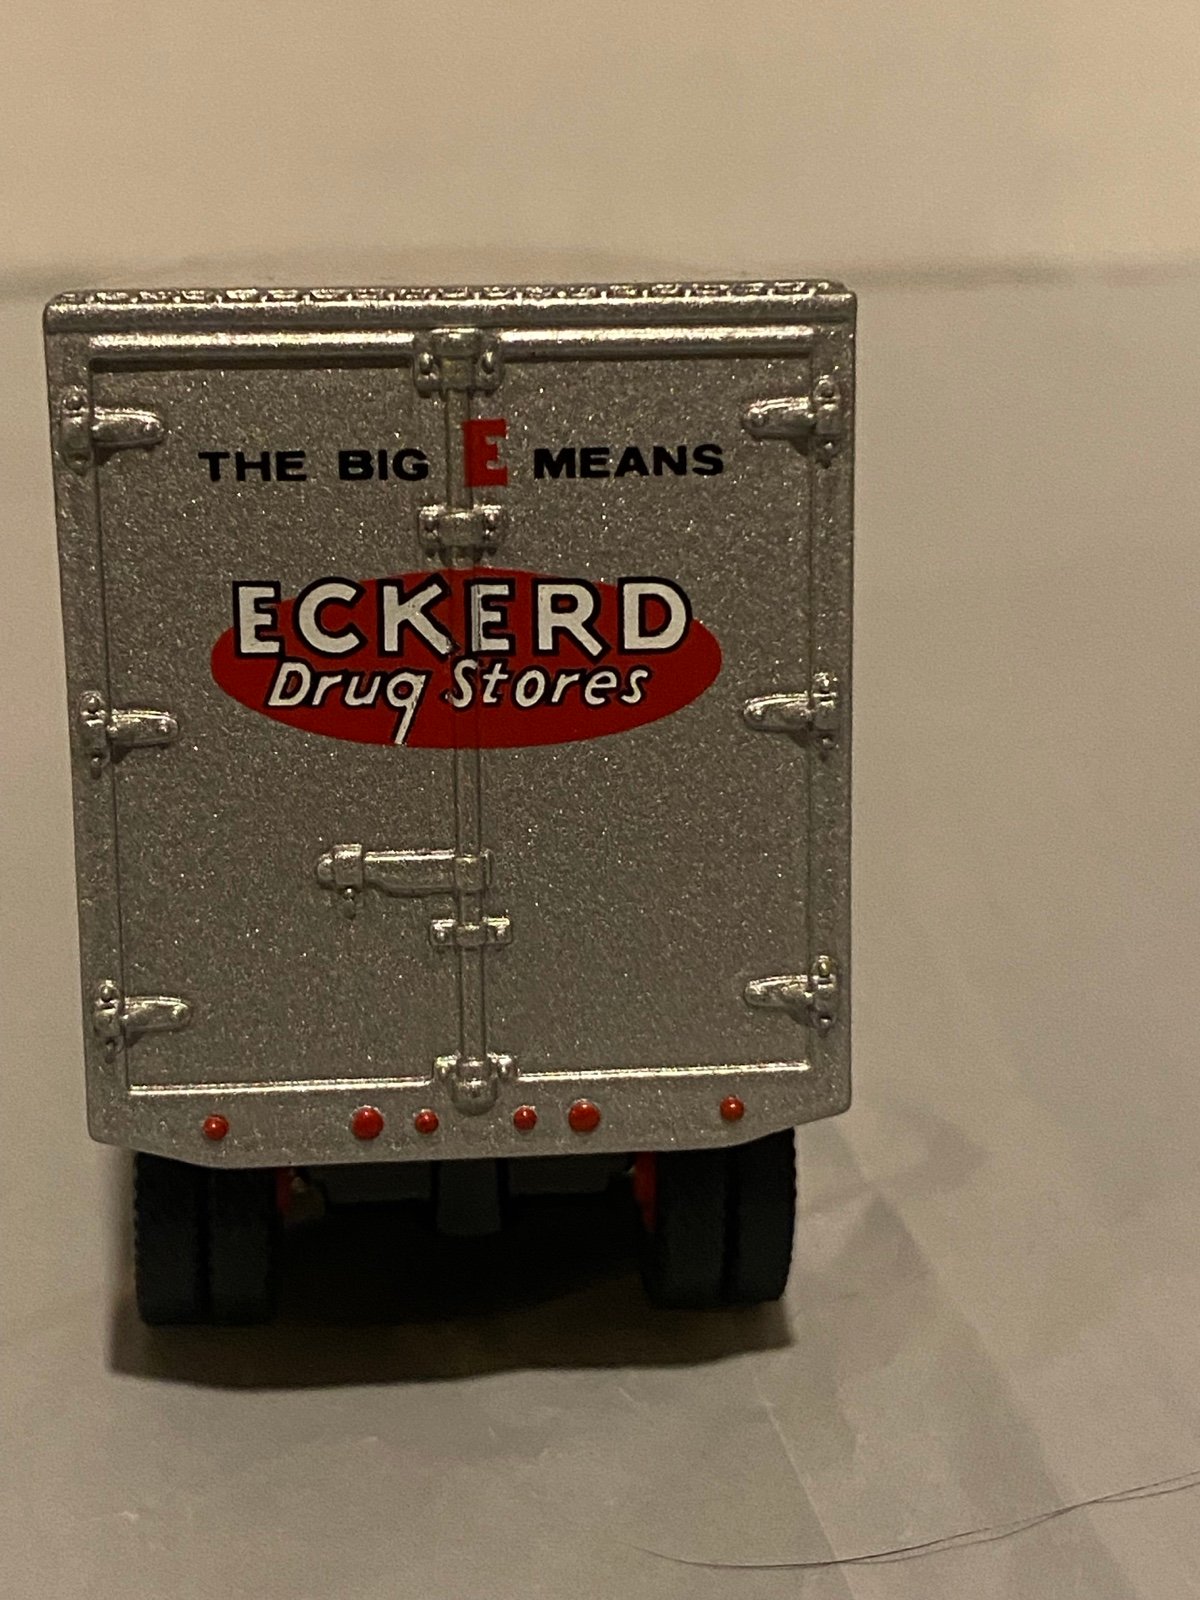 THE BIG E MEANS
ECKERD
Drug Stores